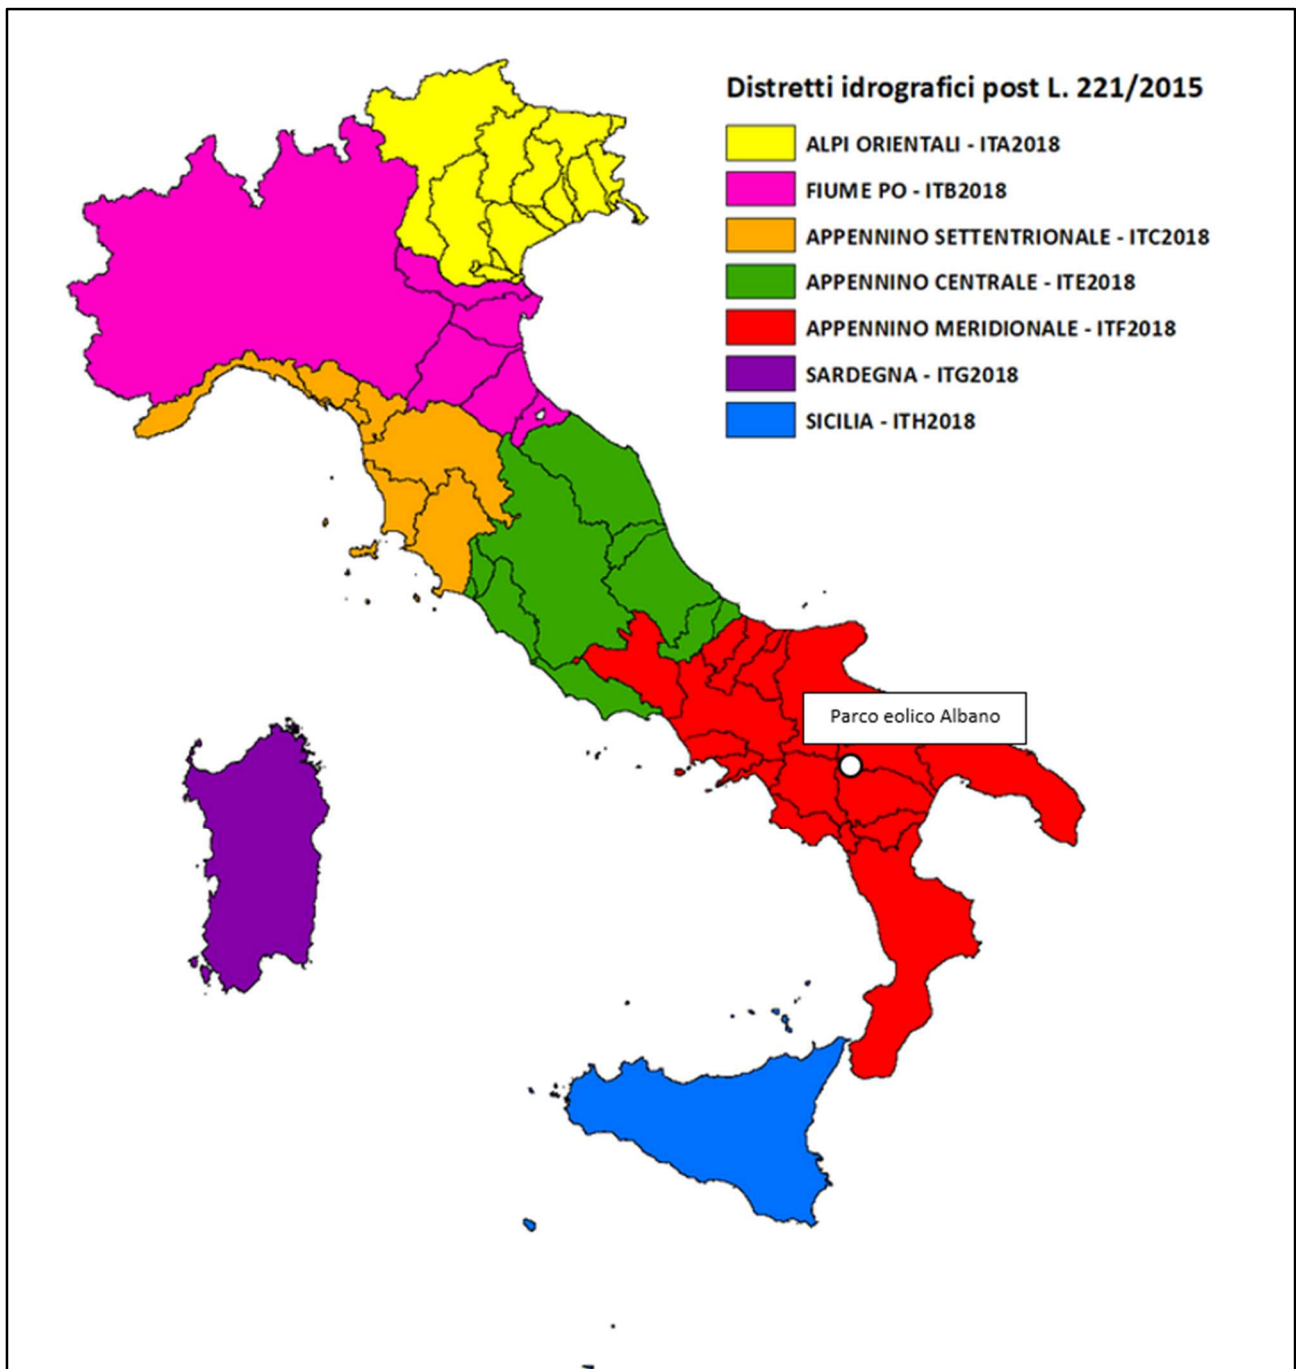 Distretti idrografici post L. 221/2015
ALPI ORIENTALI - ITA2018
FIUME PO - ITB2018
APPENNINO SETTENTRIONALE - ITC2018
APPENNINO CENTRALE - ITE2018
APPENNINO MERIDIONALE - ITF2018
SARDEGNA - ITG2018
SICILIA - ITH2018
Parco eolico Albano